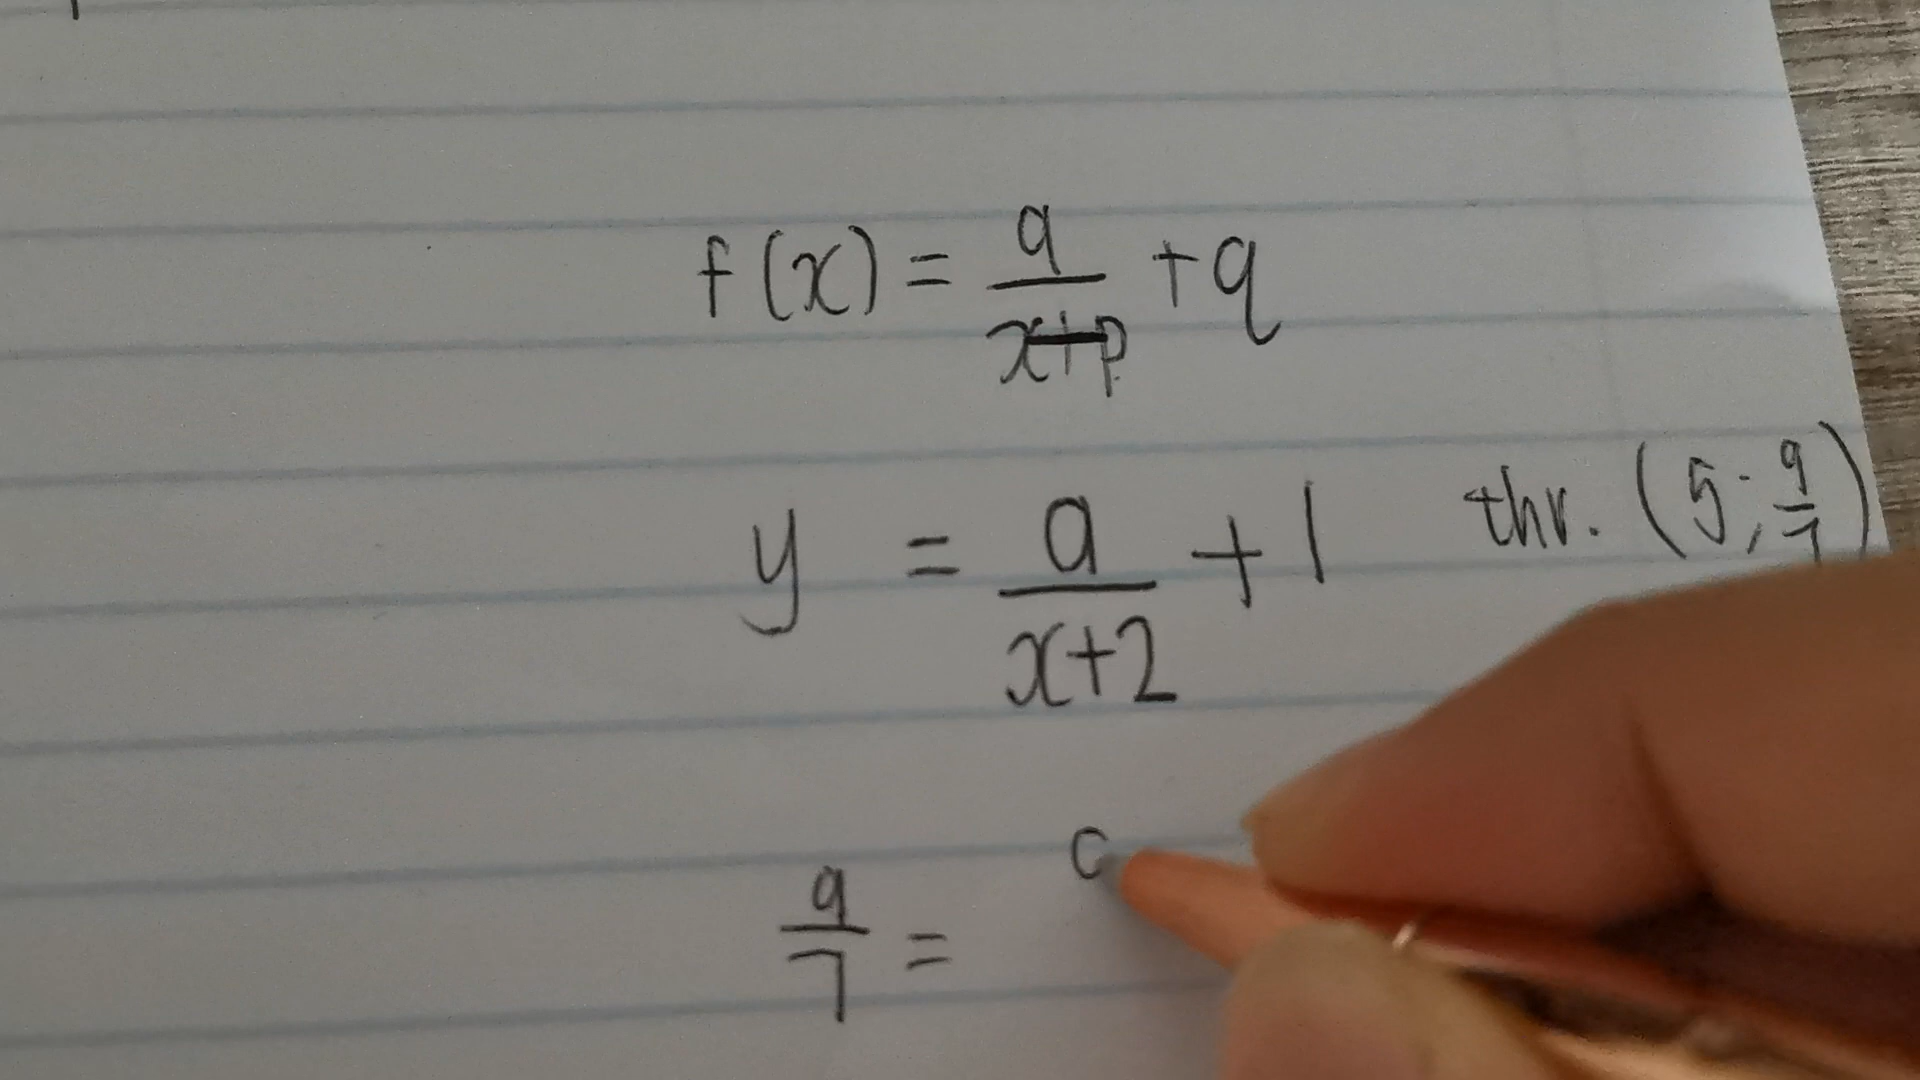 f(x) = a/(x+p) + q
y = a/(x+2) + 1 thr. (5; 9/7)
9/7 = a